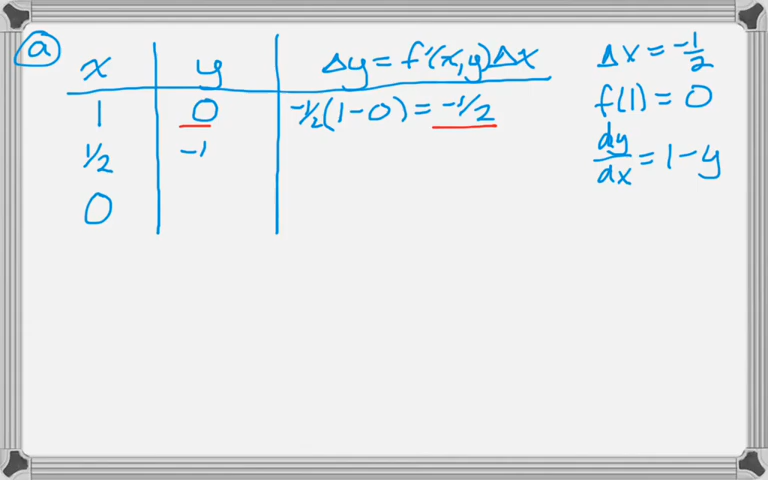 a
x y Δy = f'(x,y)Δx
1 0 -1/2(1-0) = -1/2
1/2 -1
0
Δx = -1/2
f(1) = 0
dy/dx = 1-y